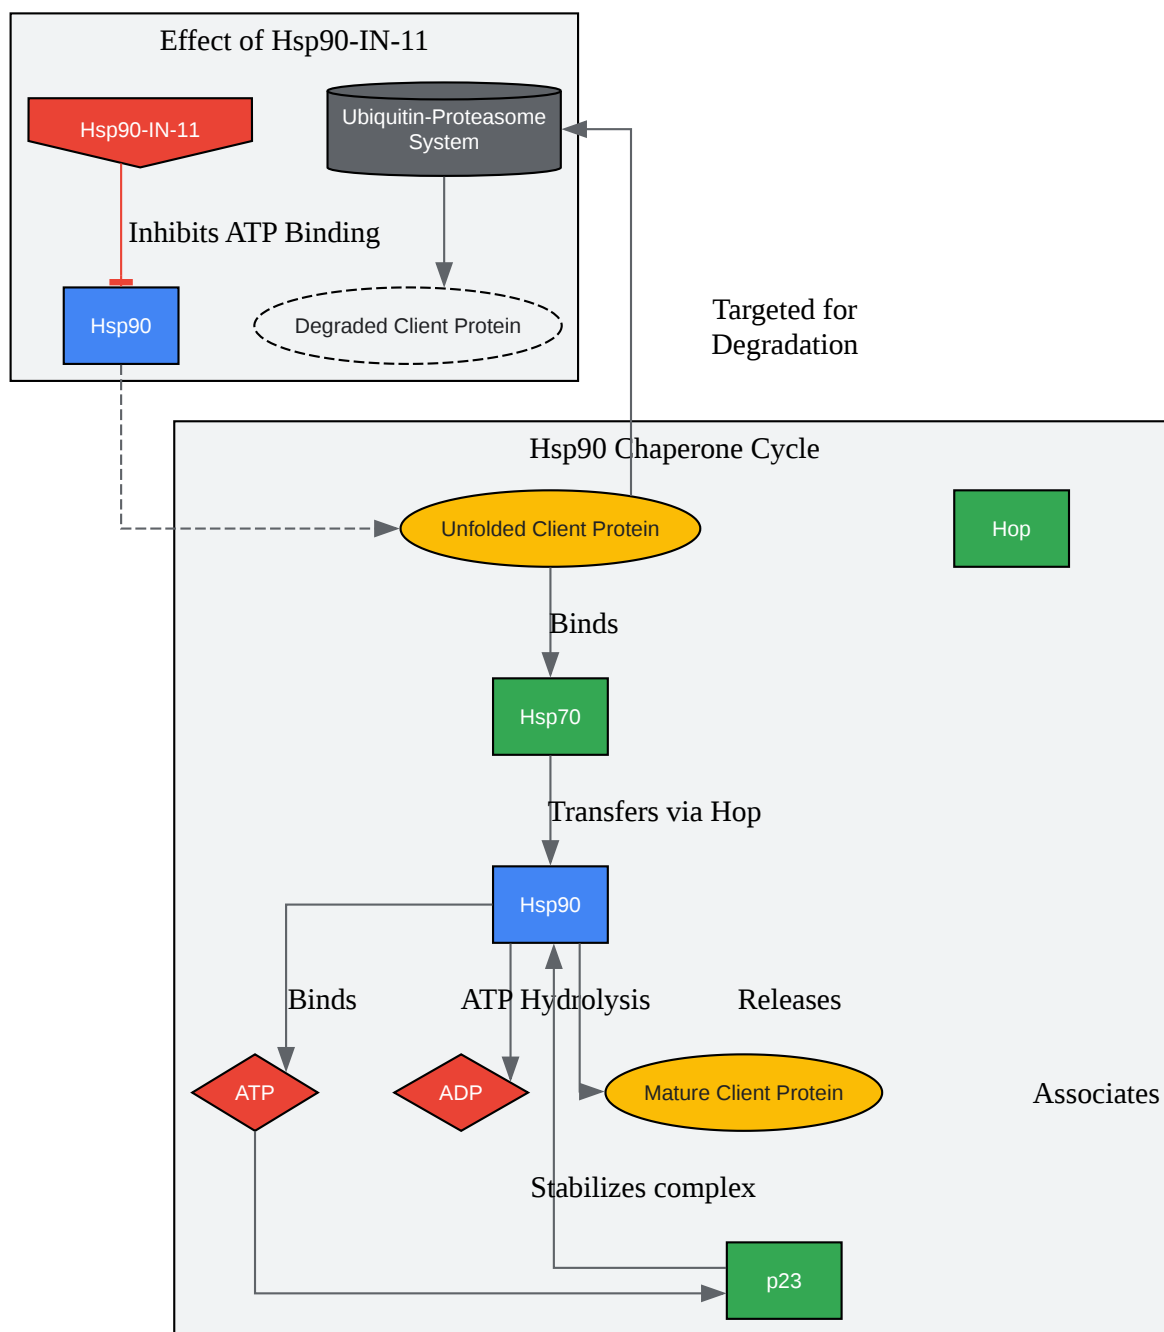 Effect of Hsp90-IN-11
Hsp90-IN-11
Ubiquitin-Proteasome
System
Inhibits ATP Binding
Hsp90
Degraded Client Protein
Targeted for
Degradation
Hsp90 Chaperone Cycle
Unfolded Client Protein
Hop
Binds
Hsp70
Transfers via Hop
Hsp90
Binds
ATP Hydrolysis
Releases
ATP
ADP
Mature Client Protein
Associates
Stabilizes complex
p23